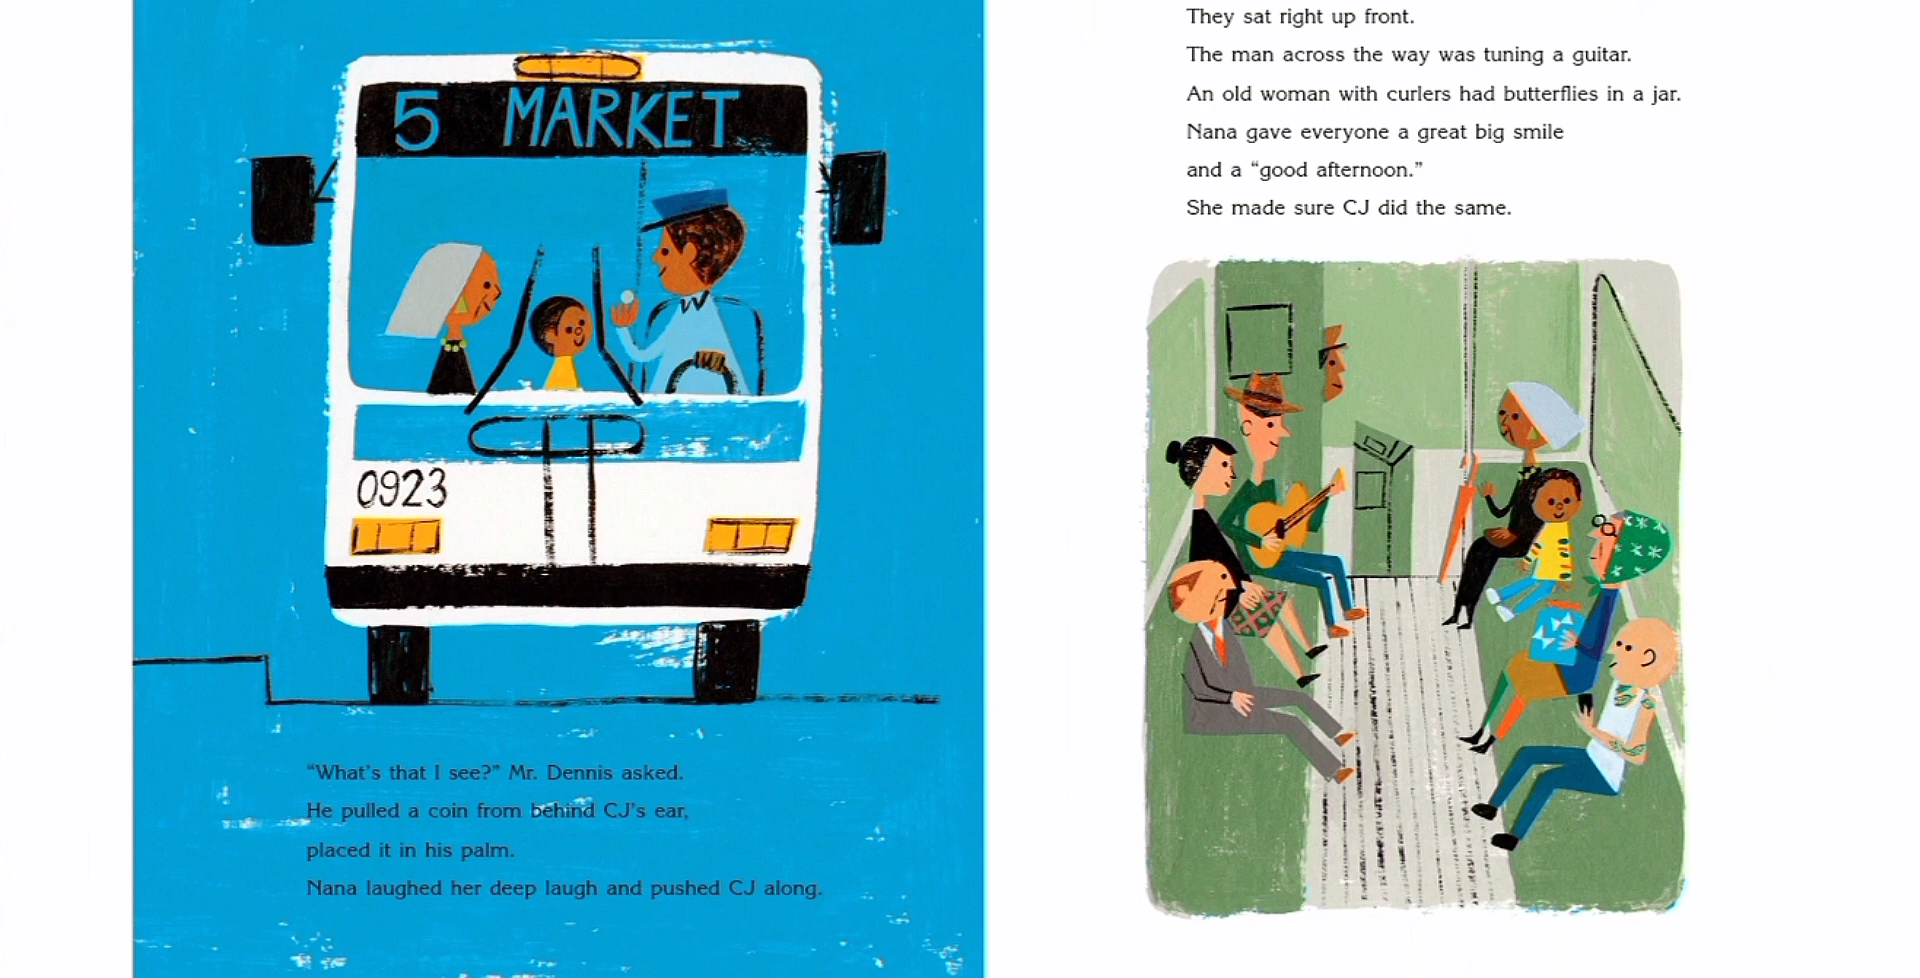 5 MARKET
0923
“What’s that I see?” Mr. Dennis asked.
He pulled a coin from behind CJ’s ear,
placed it in his palm.
Nana laughed her deep laugh and pushed CJ along.
They sat right up front.
The man across the way was tuning a guitar.
An old woman with curlers had butterflies in a jar.
Nana gave everyone a great big smile
and a “good afternoon.”
She made sure CJ did the same.